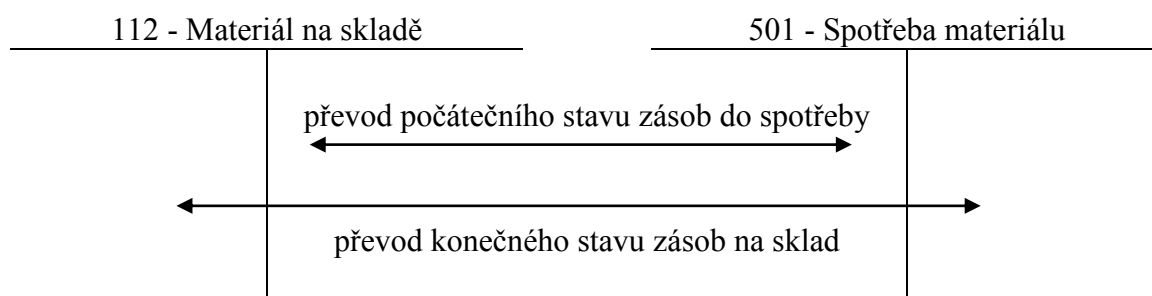 112 - Materiál na skladě
501 - Spotřeba materiálu
převod počátečního stavu zásob do spotřeby
převod konečného stavu zásob na sklad